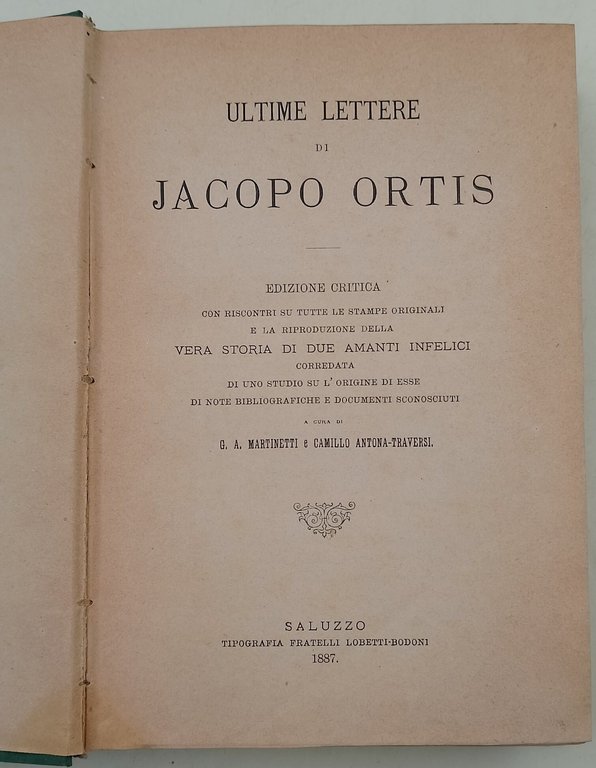 ULTIME LETTERE
DI
JACOPO ORTIS
EDIZIONE CRITICA
CON RISCONTRI SU TUTTE LE STAMPE ORIGINALI
E LA RIPRODUZIONE DELLA
VERA STORIA DI DUE AMANTI INFELICI
CORREDATA
DI UNO STUDIO SU L'ORIGINE DI ESSE
DI NOTE BIBLIOGRAFICHE E DOCUMENTI SCONOSCIUTI
A CURA DI
G. A. MARTINETTI e CAMILLO ANTONA-TRAVERSI.
SALUZZO
TIPOGRAFIA FRATELLI LOBETTI-BODONI
1887.